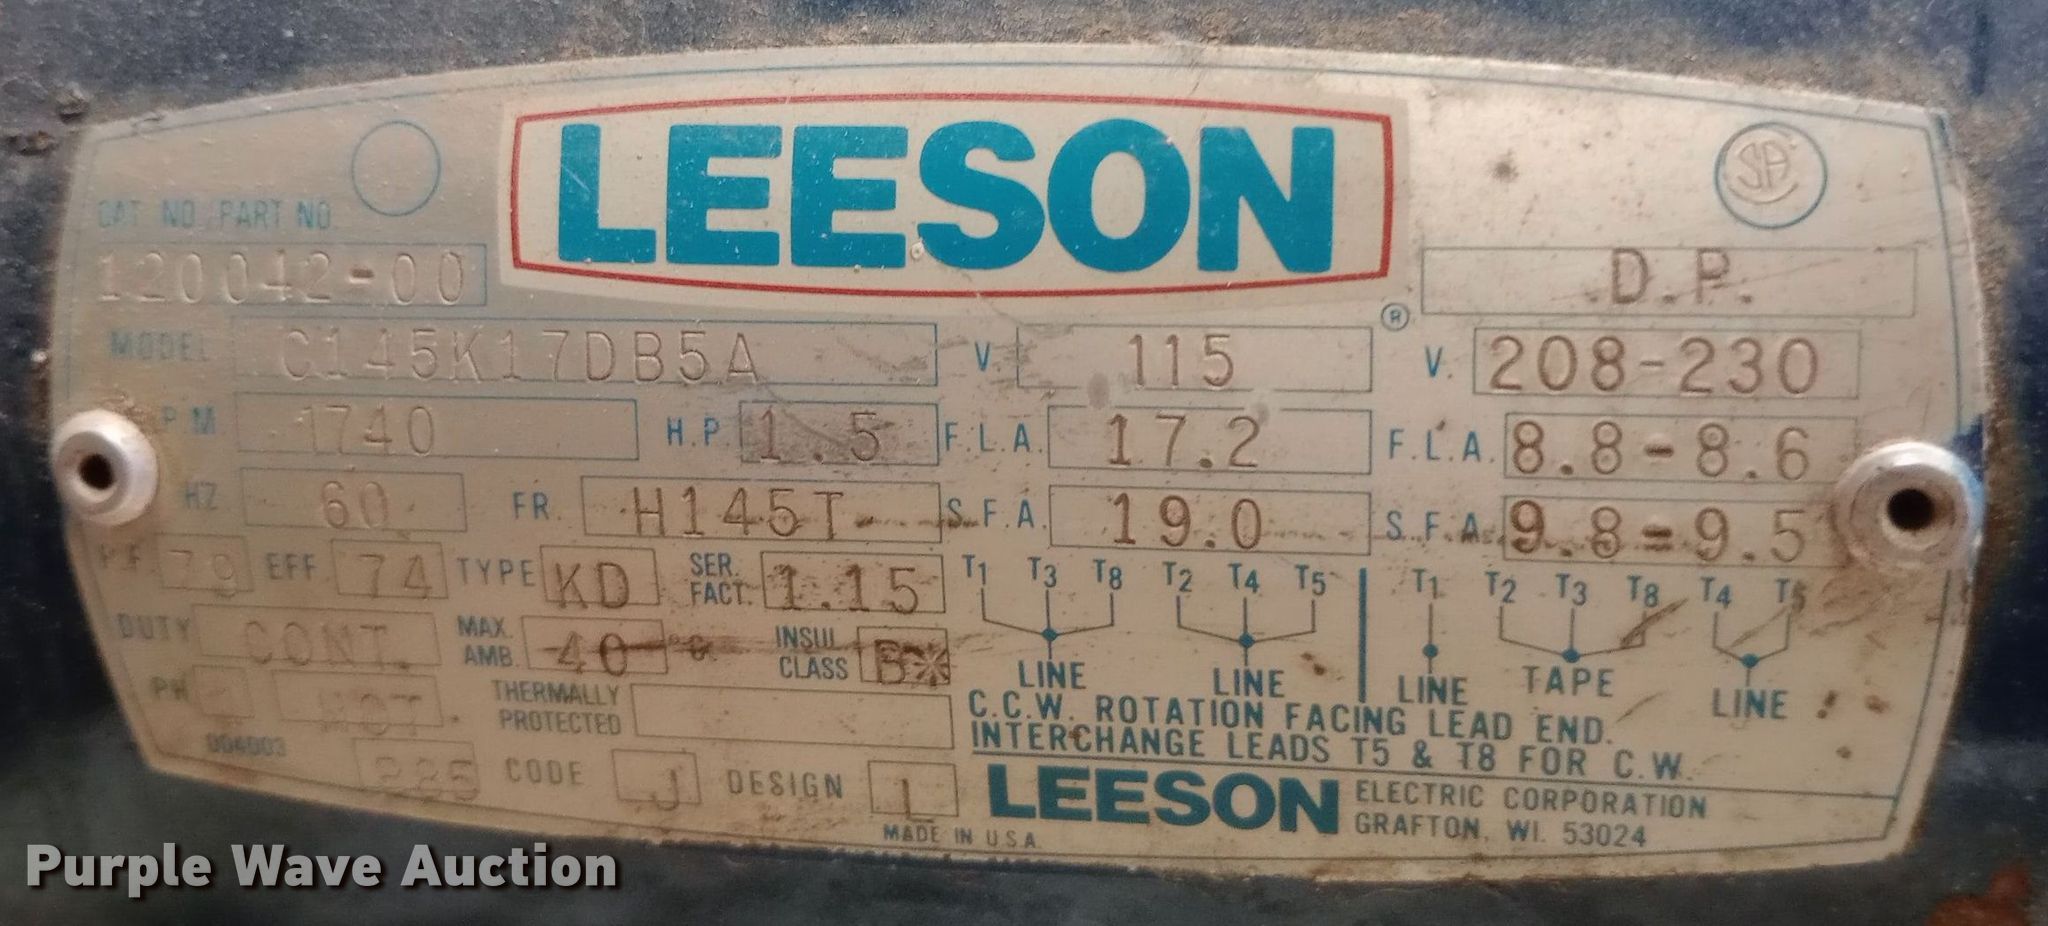 LEESON
®
SA
CAT NO./PART NO.
120042-00
D.P.
MODEL C145K17DB5A V. 115 V. 208-230
P.M. 1740 H.P. 1.5 F.L.A. 17.2 F.L.A. 8.8-8.6
HZ 60 FR. H145T S.F.A. 19.0 S.F.A. 9.8-9.5
P.F 79 EFF. 74 TYPE KD SER. FACT. 1.15
T1 T3 T8 T2 T4 T5 T1 T2 T3 T8 T4 T5
DUTY CONT. MAX. AMB. 40 °C INSUL CLASS B*
LINE LINE LINE TAPE LINE
PH THERMALLY PROTECTED
C.C.W. ROTATION FACING LEAD END.
INTERCHANGE LEADS T5 & T8 FOR C.W.
004003 CODE J DESIGN L
LEESON ELECTRIC CORPORATION
GRAFTON, WI. 53024
MADE IN U.S.A.
Purple Wave Auction